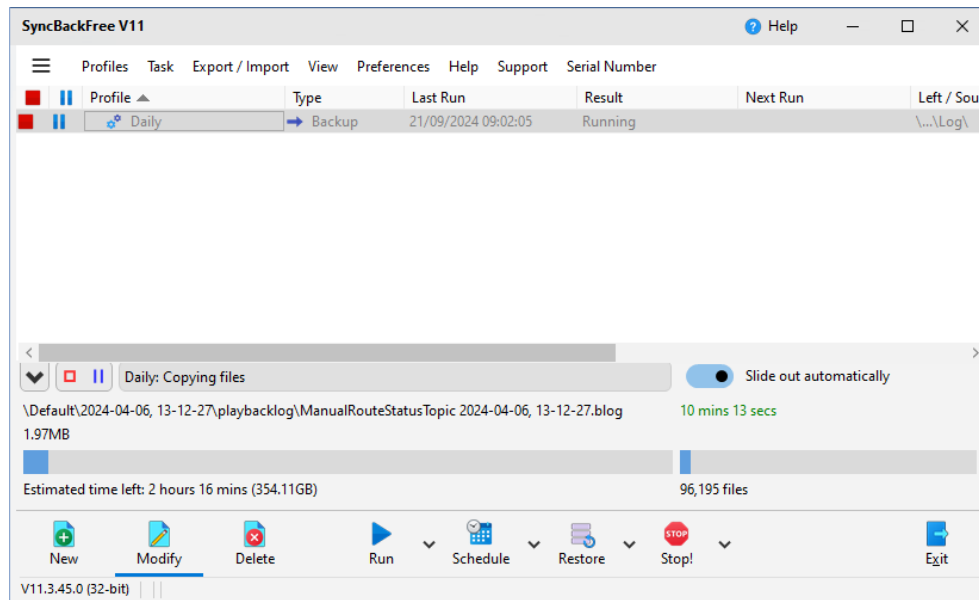 SyncBackFree V11 Help
Profiles Task Export / Import View Preferences Help Support Serial Number
Profile Type Last Run Result Next Run Left / Sou
Daily Backup 21/09/2024 09:02:05 Running \...\Log\
Daily: Copying files Slide out automatically
\Default\2024-04-06, 13-12-27\playbacklog\ManualRouteStatusTopic 2024-04-06, 13-12-27.blog 10 mins 13 secs
1.97MB
Estimated time left: 2 hours 16 mins (354.11GB) 96,195 files
STOP
New Modify Delete Run Schedule Restore Stop! Exit
V11.3.45.0 (32-bit)